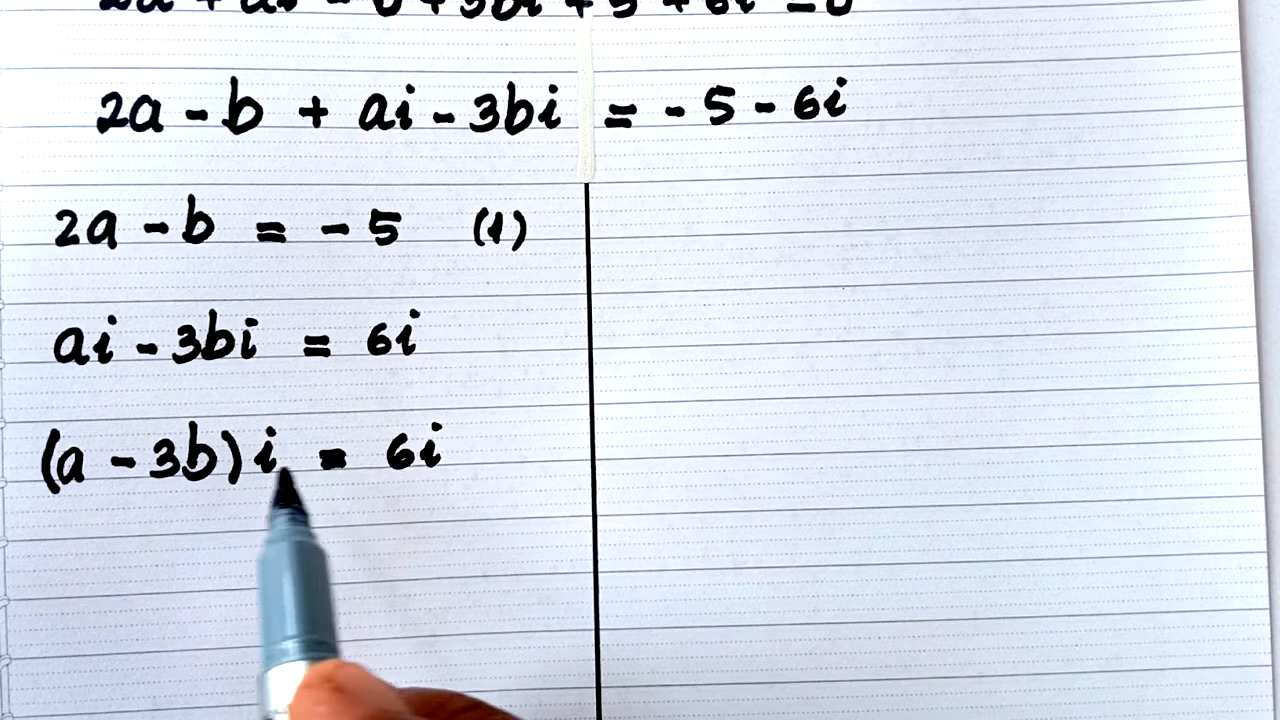 2a - b + ai - 3bi = - 5 - 6i
2a - b = - 5 (1)
ai - 3bi = 6i
(a - 3b) i = 6i